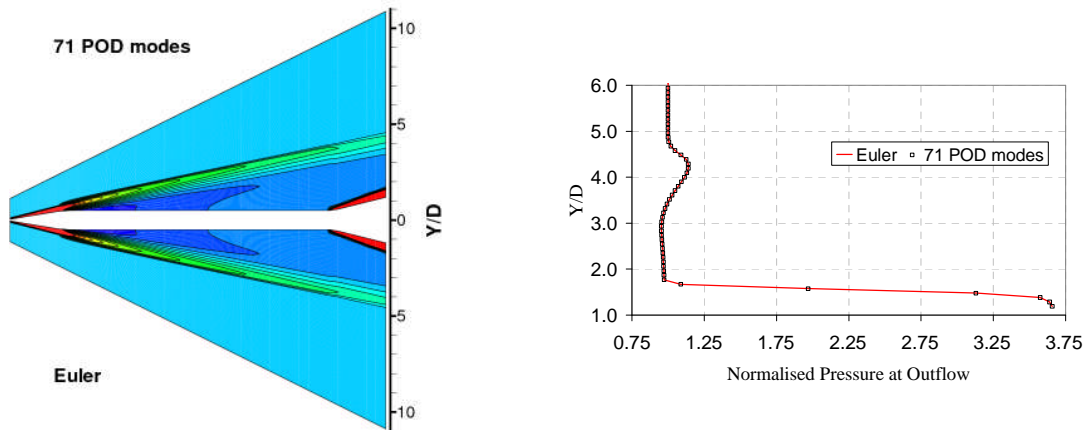 71 POD modes
10
5
0
5
10
Y/D
Euler
6.0
5.0
4.0
3.0
2.0
1.0
Y/D
Euler 71 POD modes
0.75 1.25 1.75 2.25 2.75 3.25 3.75
Normalised Pressure at Outflow